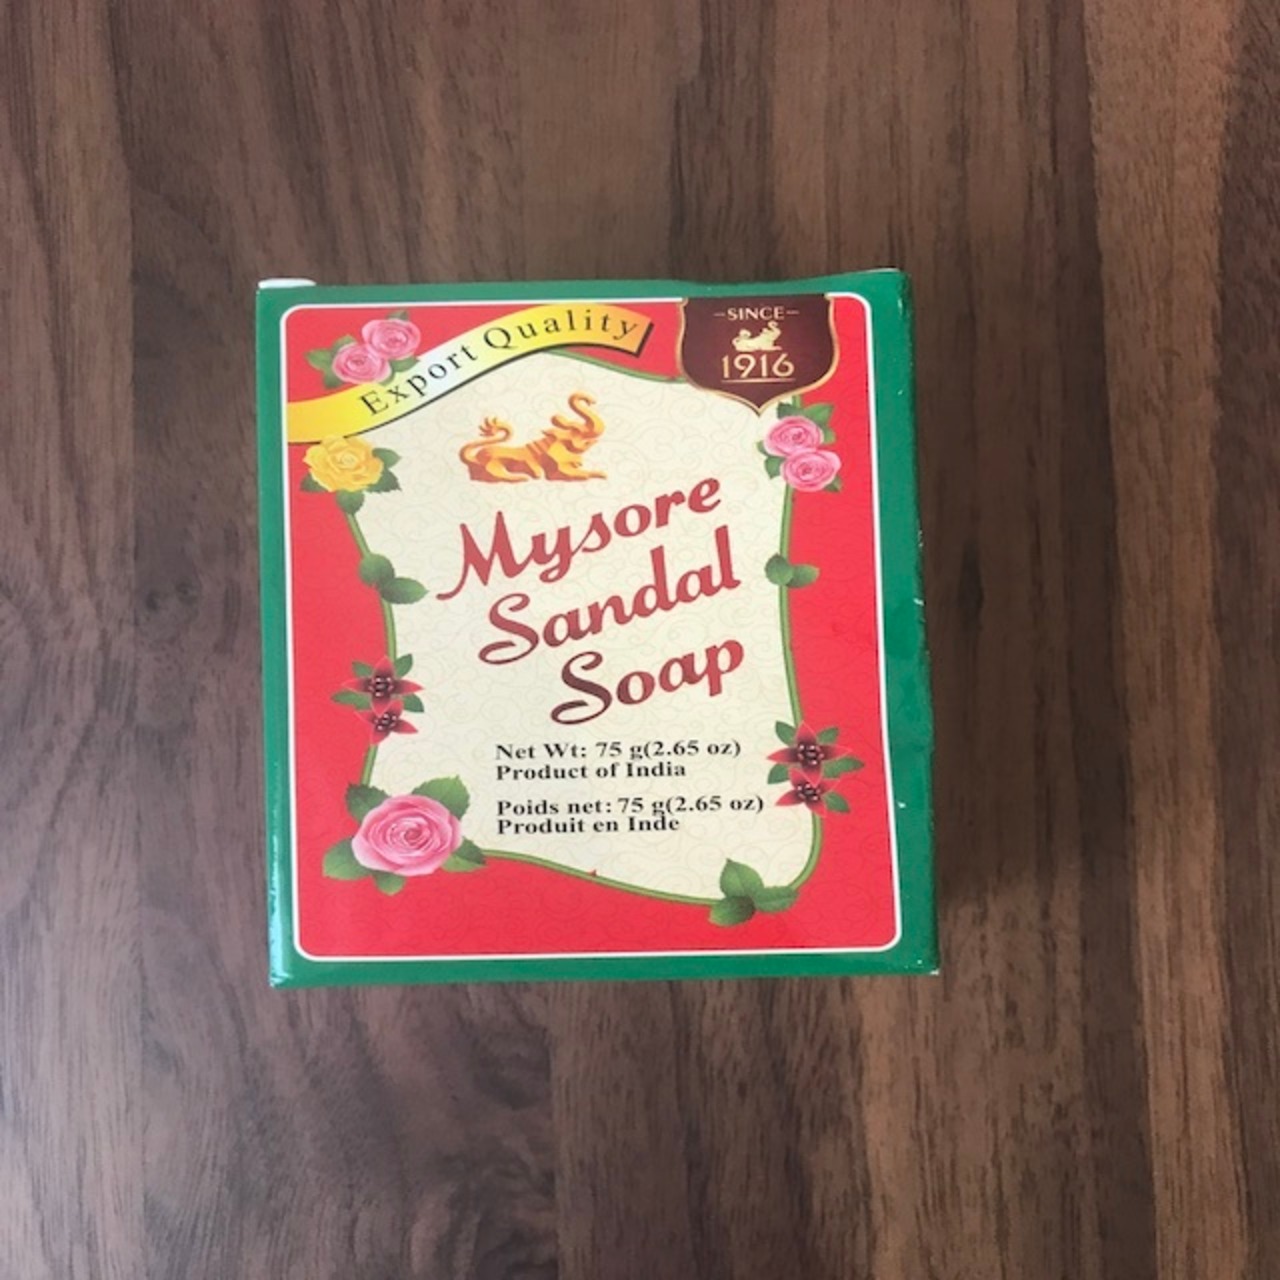 Export Quality
SINCE
1916
Mysore
Sandal
Soap
Net Wt: 75 g(2.65 oz)
Product of India
Poids net: 75 g(2.65 oz)
Produit en Inde